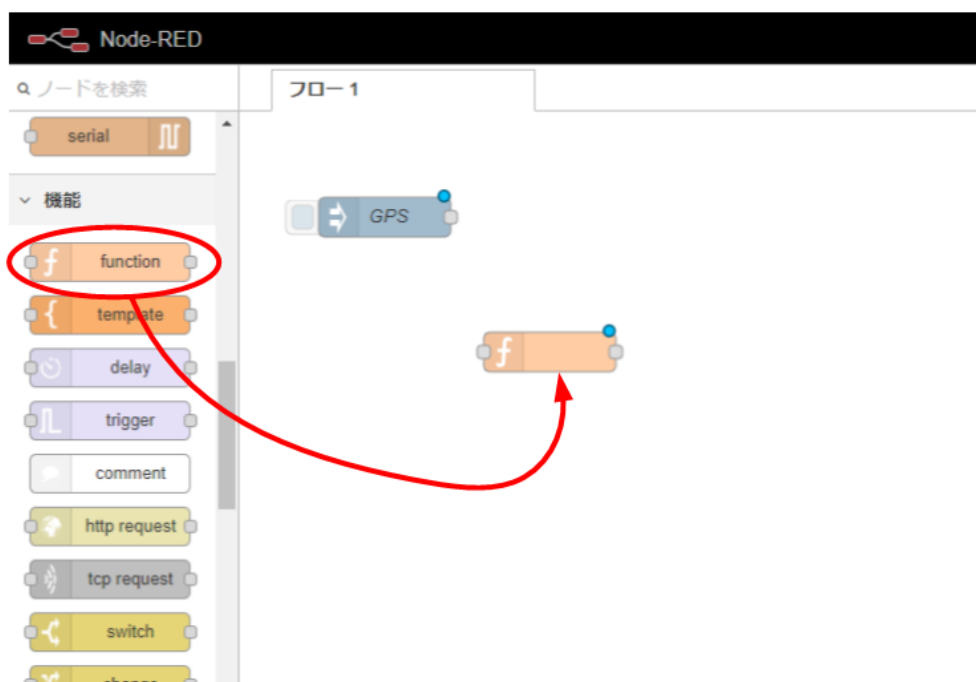 Node-RED
ノードを検索
フロー 1
serial
機能
GPS
function
template
delay
trigger
comment
http request
tcp request
switch
change